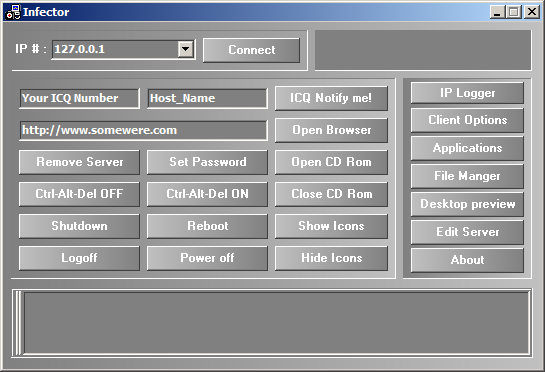 Infector
IP # : 127.0.0.1 Connect
Your ICQ Number Host_Name ICQ Notify me! IP Logger
http://www.somewere.com Open Browser Client Options
Remove Server Set Password Open CD Rom Applications
Ctrl-Alt-Del OFF Ctrl-Alt-Del ON Close CD Rom File Manger
Shutdown Reboot Show Icons Desktop preview
Logoff Power off Hide Icons Edit Server
About